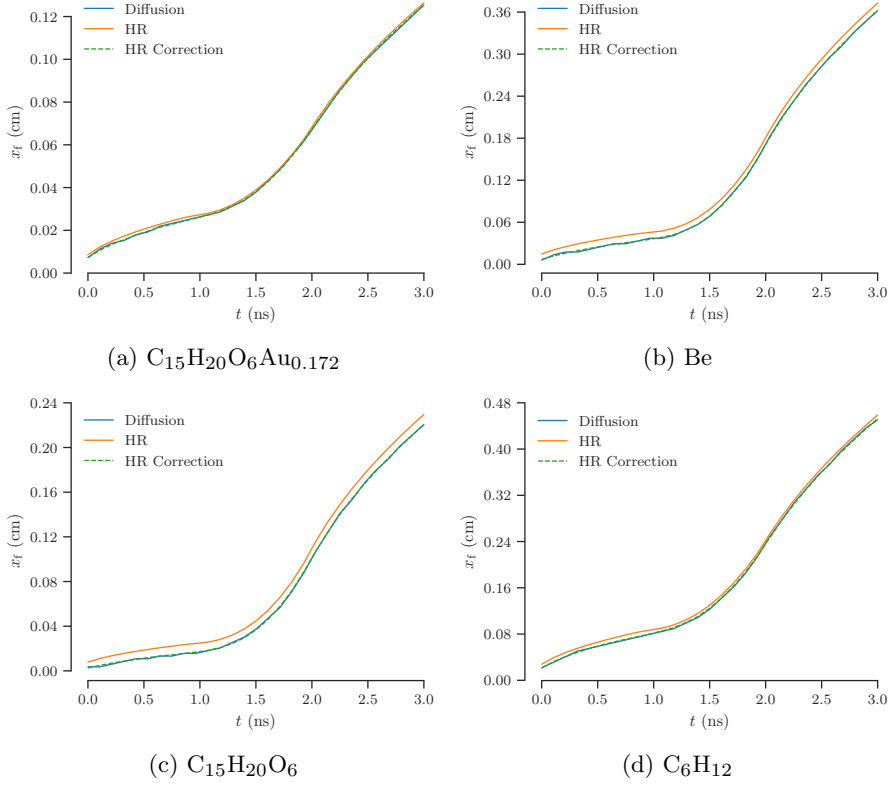 0.12
0.10
0.08
0.06
0.04
0.02
0.00
x_f (cm)
Diffusion
HR
HR Correction
0.0 0.5 1.0 1.5 2.0 2.5 3.0
t (ns)
(a) C₁₅H₂₀O₆Au₀.₁₇₂
0.36
0.30
0.24
0.18
0.12
0.06
0.00
x_f (cm)
Diffusion
HR
HR Correction
0.0 0.5 1.0 1.5 2.0 2.5 3.0
t (ns)
(b) Be
0.24
0.20
0.16
0.12
0.08
0.04
0.00
x_f (cm)
Diffusion
HR
HR Correction
0.0 0.5 1.0 1.5 2.0 2.5 3.0
t (ns)
(c) C₁₅H₂₀O₆
0.48
0.40
0.32
0.24
0.16
0.08
0.00
x_f (cm)
Diffusion
HR
HR Correction
0.0 0.5 1.0 1.5 2.0 2.5 3.0
t (ns)
(d) C₆H₁₂